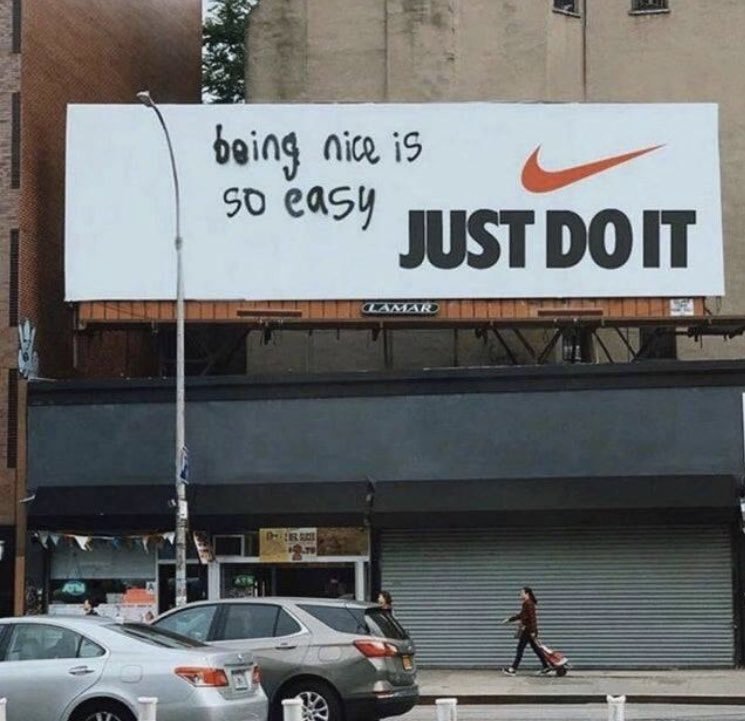 being nice is
so easy
JUST DO IT
LAMAR